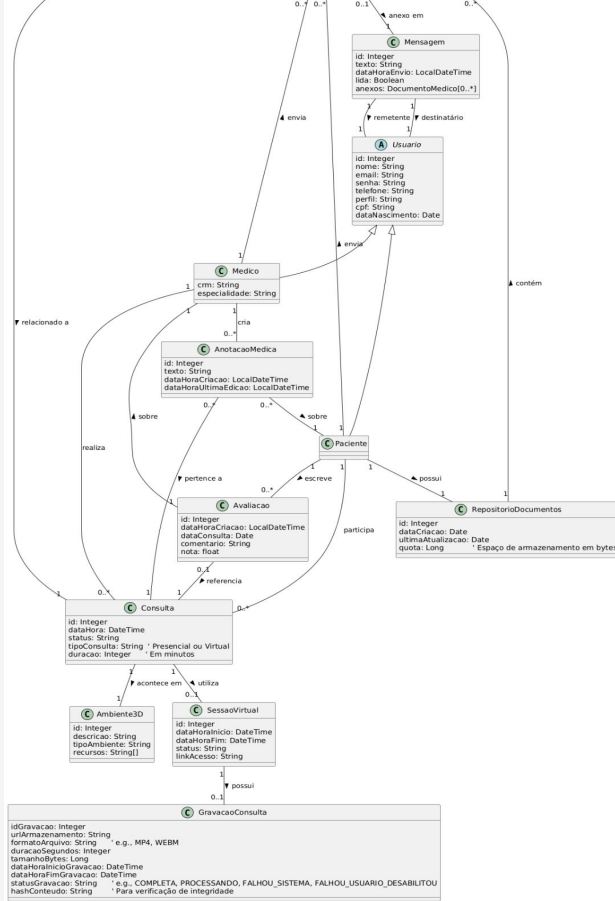 0..* 0..*
0..1
0..*
anexo em
1
C Mensagem
id: Integer
texto: String
dataHoraEnvio: LocalDateTime
lida: Boolean
anexos: DocumentoMedico[0..*]
1 1
envia
remetente destinatário
1 1
A Usuario
id: Integer
nome: String
email: String
senha: String
telefone: String
perfil: String
cpf: String
dataNascimento: Date
envia
1
C Medico
crm: String
especialidade: String
1
contém
1 1
cria
relacionado a
0..*
C AnotacaoMedica
id: Integer
texto: String
dataHoraCriacao: LocalDateTime
dataHoraUltimaEdicao: LocalDateTime
0..* 0..*
sobre
sobre
1 1
C Paciente
realiza
1 1 1
pertence a
escreve
possui
0..*
1
1
C Avaliacao
id: Integer
dataHoraCriacao: LocalDateTime
dataConsulta: Date
comentario: String
nota: float
1
C RepositorioDocumentos
id: Integer
dataCriacao: Date
ultimaAtualizacao: Date
quota: Long ' Espaço de armazenamento em bytes
participa
0..1
referencia
1 0..* 1 1
0..*
C Consulta
id: Integer
dataHora: DateTime
status: String
tipoConsulta: String ' Presencial ou Virtual
duracao: Integer ' Em minutos
1 1
acontece em utiliza
1 0..1
C Ambiente3D
id: Integer
descricao: String
tipoAmbiente: String
recursos: String[]
C SessaoVirtual
id: Integer
dataHoraInicio: DateTime
dataHoraFim: DateTime
status: String
linkAcesso: String
1
possui
0..1
C GravacaoConsulta
idGravacao: Integer
urlArmazenamento: String
formatoArquivo: String ' e.g., MP4, WEBM
duracaoSegundos: Integer
tamanhoBytes: Long
dataHoraInicioGravacao: DateTime
dataHoraFimGravacao: DateTime
statusGravacao: String ' e.g., COMPLETA, PROCESSANDO, FALHOU_SISTEMA, FALHOU_USUARIO_DESABILITOU
hashConteudo: String ' Para verificação de integridade